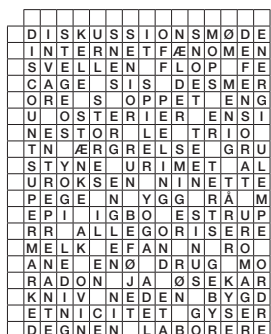 DISKUSSIONSMØDE
INTERNETFÆNOMEN
SVELLEN FLOP FE
CAGE SIS DESMER
ORE S OPPET ENG
U OSTERIER ENSI
NESTOR LE TRIO
TN ÆRGRELSE GRU
STYNE URIMET AL
UROKSEN NINETTE
PEGE N YGG RÅ M
EPI IGBO ESTRUP
RR ALLEGORISERE
MELK EFAN N RO
ANE ENØ DRUG MO
RADON JA ØSEKAR
KNIV NEDEN BYGD
ETNICITET GYSER
DEGNEN LABORERE